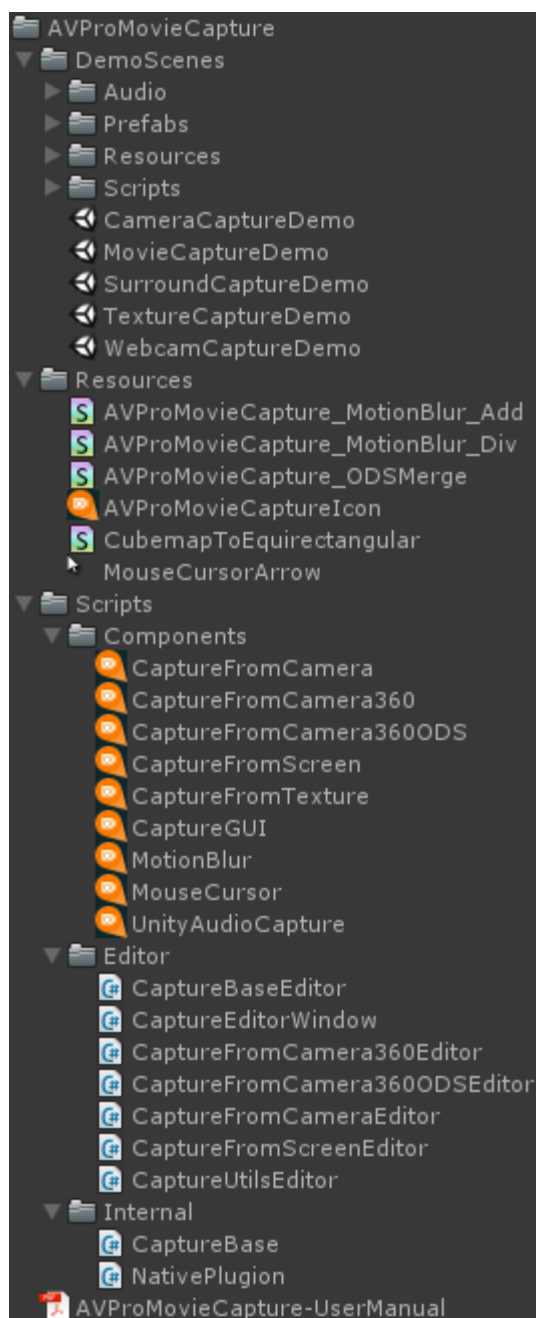 AVProMovieCapture
DemoScenes
Audio
Prefabs
Resources
Scripts
CameraCaptureDemo
MovieCaptureDemo
SurroundCaptureDemo
TextureCaptureDemo
WebcamCaptureDemo
Resources
AVProMovieCapture_MotionBlur_Add
AVProMovieCapture_MotionBlur_Div
AVProMovieCapture_ODSMerge
AVProMovieCaptureIcon
CubemapToEquirectangular
MouseCursorArrow
Scripts
Components
CaptureFromCamera
CaptureFromCamera360
CaptureFromCamera360ODS
CaptureFromScreen
CaptureFromTexture
CaptureGUI
MotionBlur
MouseCursor
UnityAudioCapture
Editor
CaptureBaseEditor
CaptureEditorWindow
CaptureFromCamera360Editor
CaptureFromCamera360ODSEditor
CaptureFromCameraEditor
CaptureFromScreenEditor
CaptureUtilsEditor
Internal
CaptureBase
NativePlugion
AVProMovieCapture-UserManual